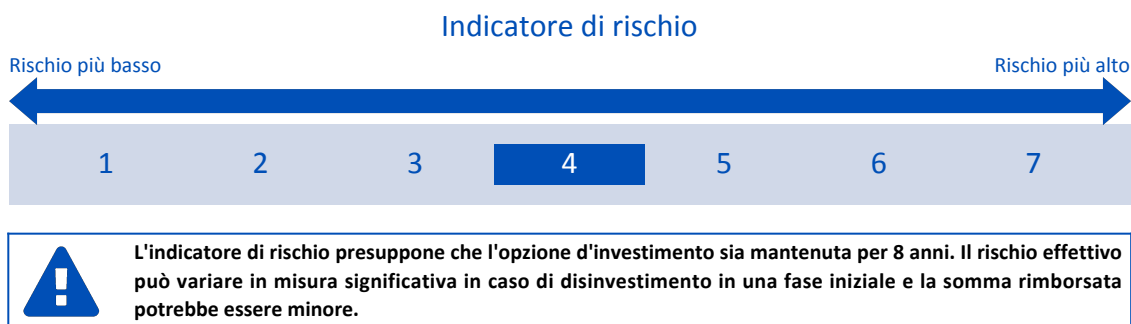 Indicatore di rischio
Rischio più basso Rischio più alto
1 2 3 4 5 6 7
L'indicatore di rischio presuppone che l'opzione d'investimento sia mantenuta per 8 anni. Il rischio effettivo
può variare in misura significativa in caso di disinvestimento in una fase iniziale e la somma rimborsata
potrebbe essere minore.